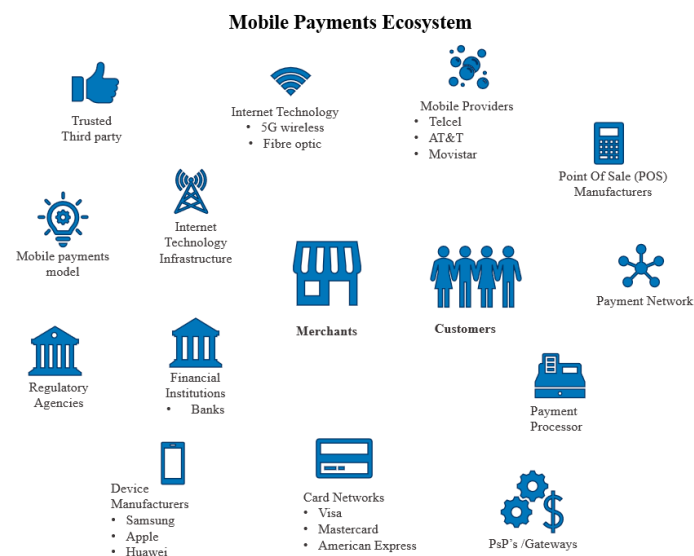 Mobile Payments Ecosystem
Trusted
Third party
Internet Technology
• 5G wireless
• Fibre optic
Mobile Providers
• Telcel
• AT&T
• Movistar
Point Of Sale (POS)
Manufacturers
Mobile payments
model
Internet
Technology
Infrastructure
Merchants
Customers
Payment Network
Regulatory
Agencies
Financial
Institutions
• Banks
Payment
Processor
Device
Manufacturers
• Samsung
• Apple
• Huawei
Card Networks
• Visa
• Mastercard
• American Express
PsP's /Gateways